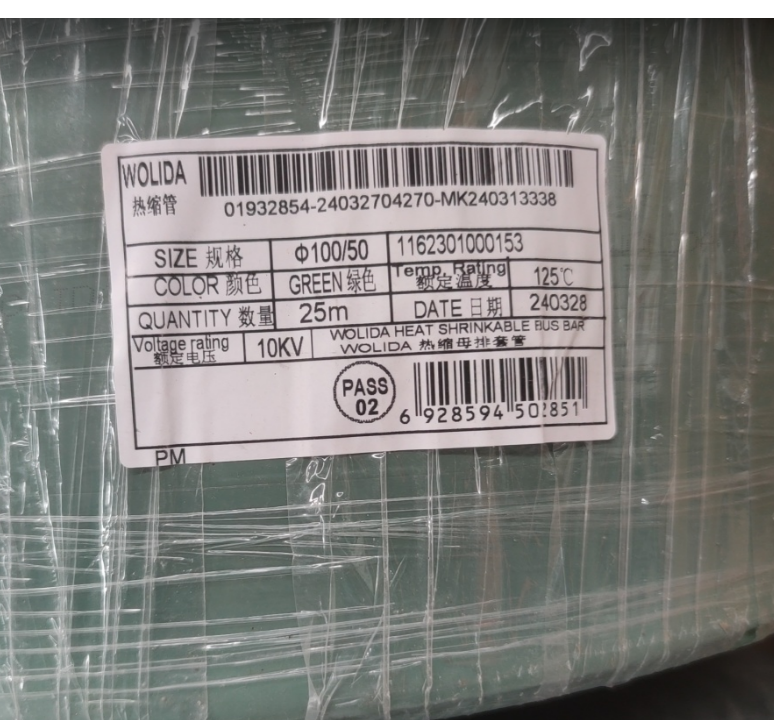 WOLIDA
热缩管
01932854-24032704270-MK240313338
SIZE 规格 Φ100/50 1162301000153
COLOR 颜色 GREEN 绿色 Temp. Rating 额定温度 125℃
QUANTITY 数量 25m DATE 日期 240328
Voltage rating 额定电压 10KV WOLIDA HEAT SHRINKABLE BUS BAR
WOLIDA 热缩母排套管
PASS
02
6 928594 502851
PM